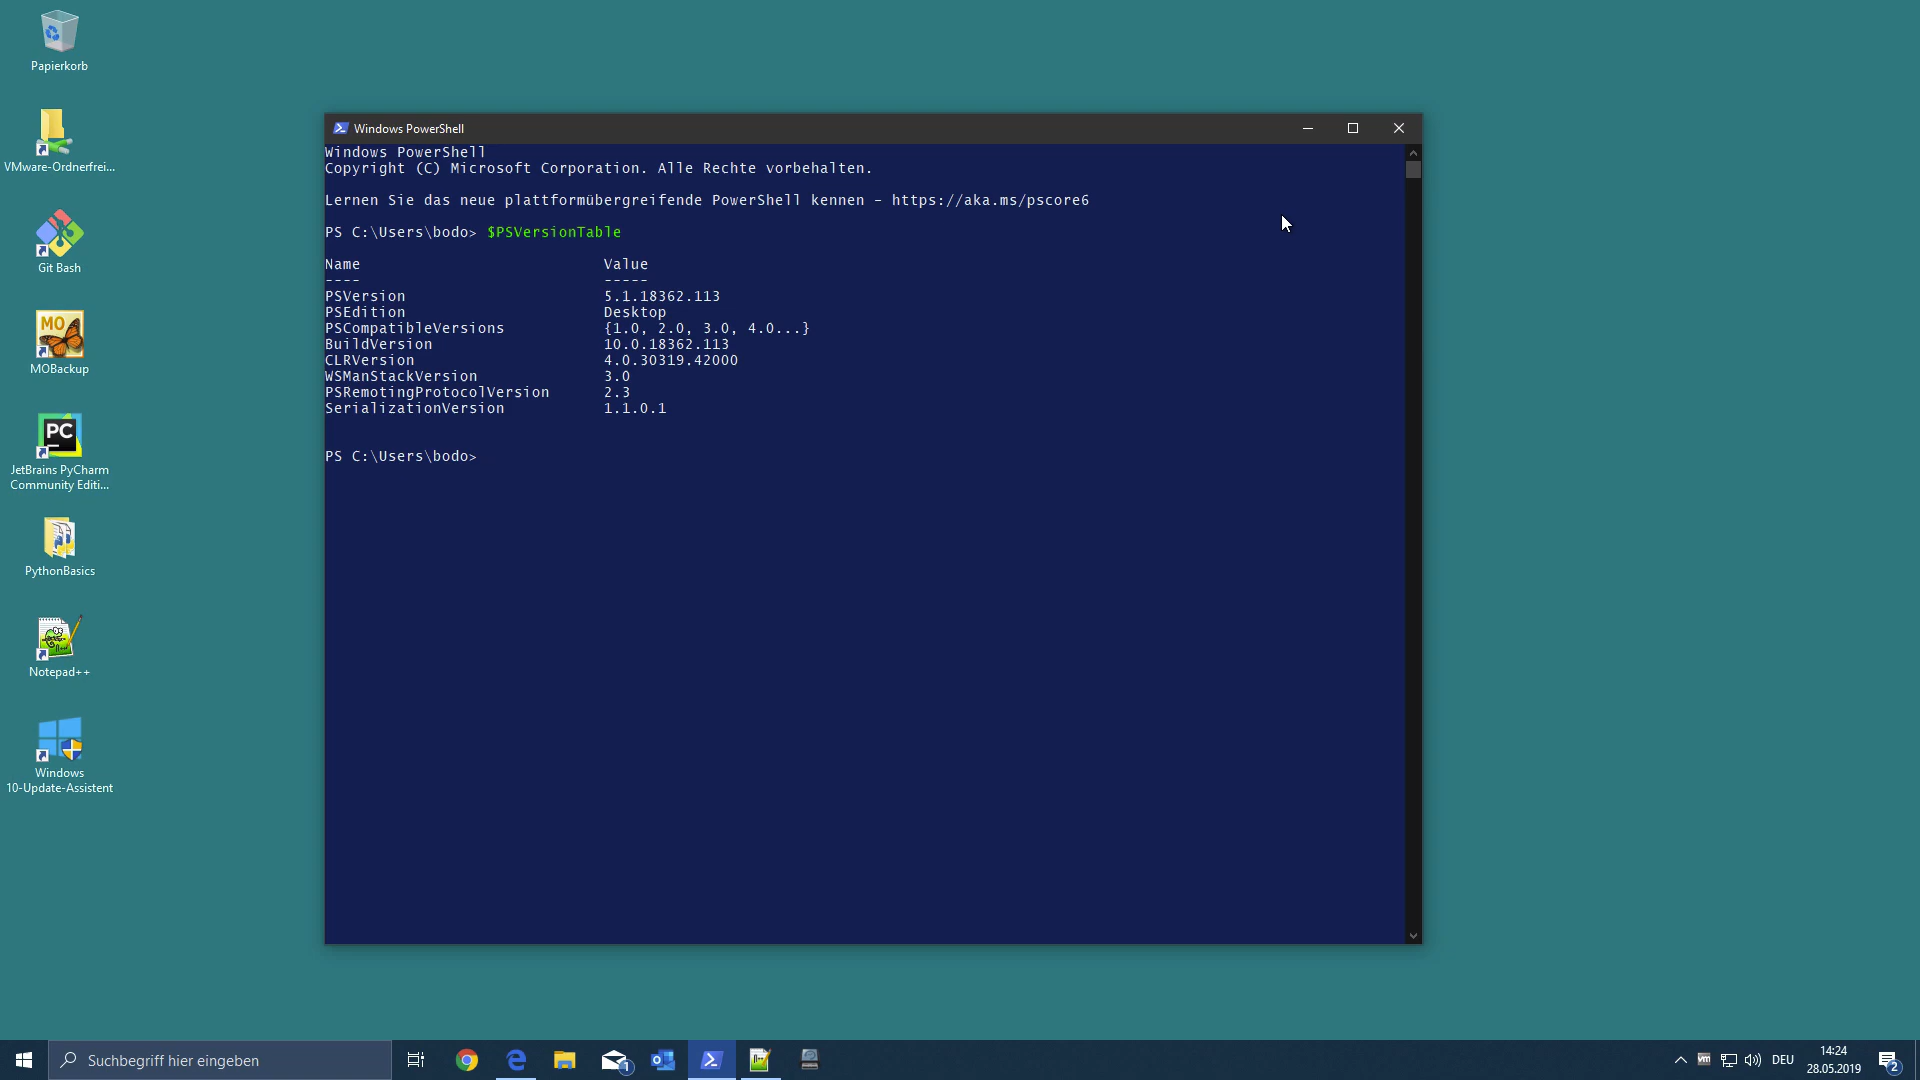 Papierkorb
VMware-Ordnerfrei...
Git Bash
MO
MOBackup
PC
JetBrains PyCharm
Community Editi...
PythonBasics
Notepad++
Windows
10-Update-Assistent
Windows PowerShell
Windows PowerShell
Copyright (C) Microsoft Corporation. Alle Rechte vorbehalten.
Lernen Sie das neue plattformübergreifende PowerShell kennen – https://aka.ms/pscore6
PS C:\Users\bodo> $PSVersionTable
Name Value
---- -----
PSVersion 5.1.18362.113
PSEdition Desktop
PSCompatibleVersions {1.0, 2.0, 3.0, 4.0...}
BuildVersion 10.0.18362.113
CLRVersion 4.0.30319.42000
WSManStackVersion 3.0
PSRemotingProtocolVersion 2.3
SerializationVersion 1.1.0.1
PS C:\Users\bodo>
Suchbegriff hier eingeben
1
DEU
14:24
28.05.2019
2